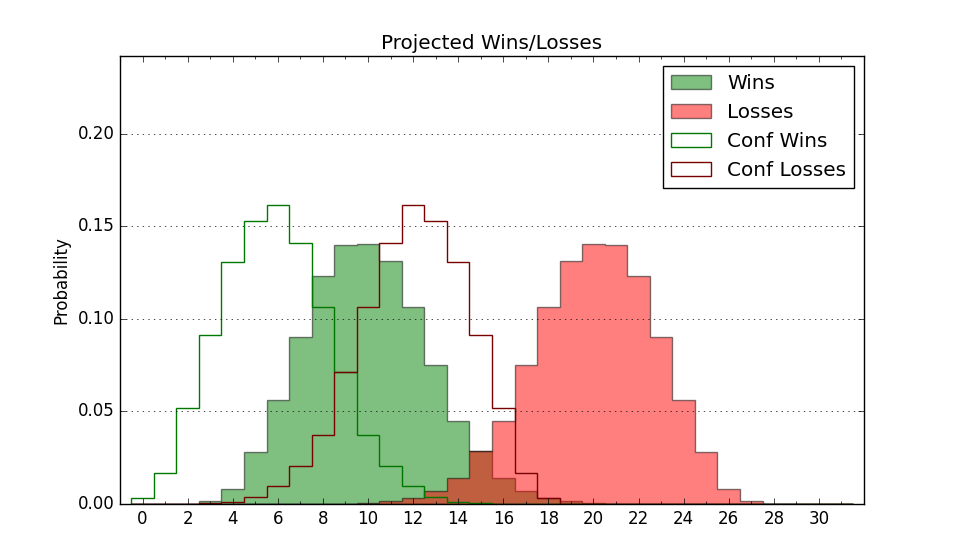 Projected Wins/Losses
Wins
Losses
Conf Wins
Conf Losses
Probability
0.20
0.15
0.10
0.05
0.00
0 2 4 6 8 10 12 14 16 18 20 22 24 26 28 30